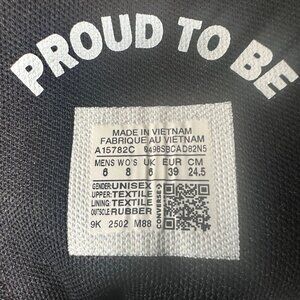 PROUD TO BE
MADE IN VIETNAM
FABRIQUE AU VIETNAM
A15782C
MENS WO'S UK EUR CM
6 8 6 39 24.5
GENDER: UNISEX
UPPER: TEXTILE
LINING: TEXTILE
OUTSOLE: RUBBER
CONVERSE
9K 2502 M88